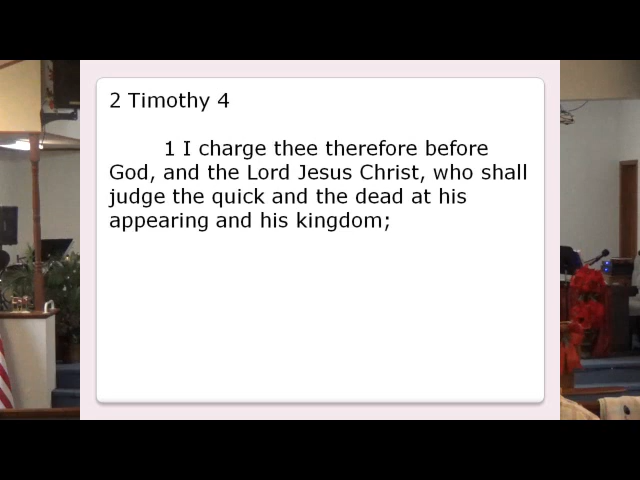 2 Timothy 4
1 I charge thee therefore before
God, and the Lord Jesus Christ, who shall
judge the quick and the dead at his
appearing and his kingdom;